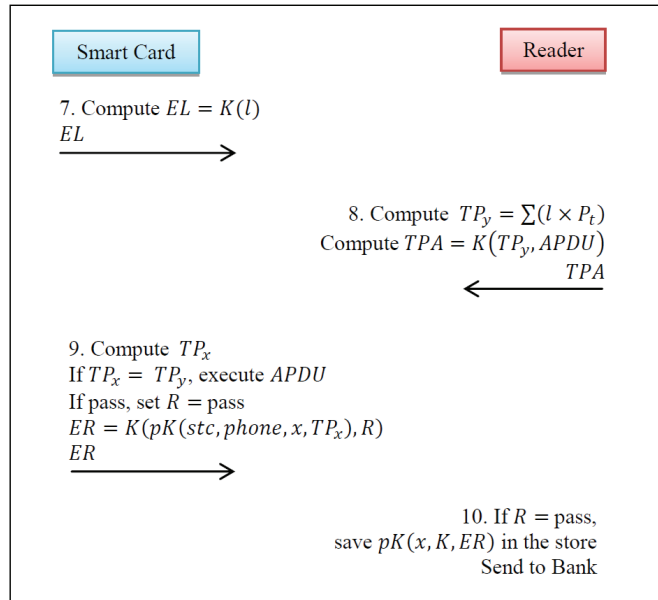 Smart Card
Reader
7. Compute EL = K(l)
EL
8. Compute TP_y = ∑(l × P_t)
Compute TPA = K(TP_y, APDU)
TPA
9. Compute TP_x
If TP_x = TP_y, execute APDU
If pass, set R = pass
ER = K(pK(stc, phone, x, TP_x), R)
ER
10. If R = pass,
save pK(x, K, ER) in the store
Send to Bank